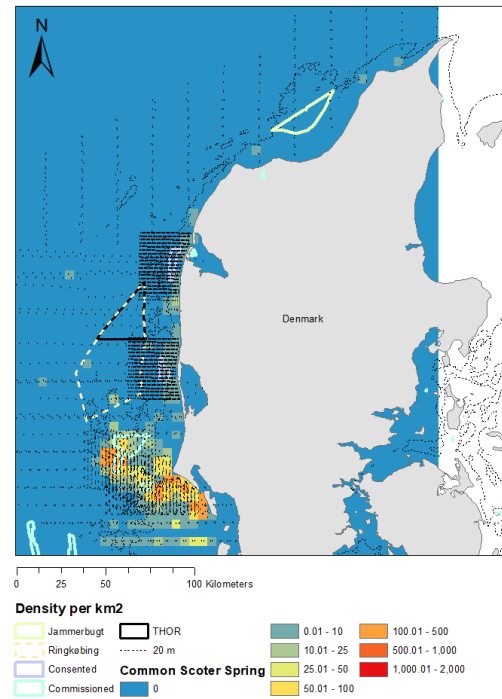 N
Denmark
0 25 50 100 Kilometers
Density per km2
Jammerbugt
Ringkøbing
Consented
Commissioned
THOR
20 m
Common Scoter Spring
0
0.01 - 10
10.01 - 25
25.01 - 50
50.01 - 100
100.01 - 500
500.01 - 1,000
1,000.01 - 2,000